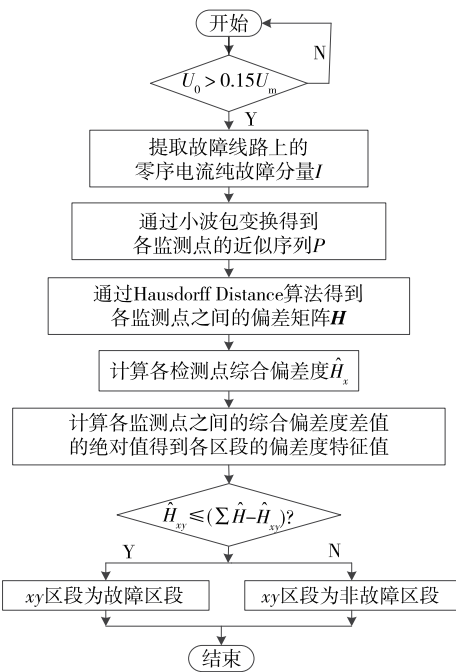 开始
N
U₀ > 0.15Uₘ
Y
提取故障线路上的
零序电流纯故障分量I
通过小波包变换得到
各监测点的近似序列P
通过Hausdorff Distance算法得到
各监测点之间的偏差矩阵H
计算各检测点综合偏差度Ĥₓ
计算各监测点之间的综合偏差度差值
的绝对值得到各区段的偏差度特征值
Ĥxy≤(∑Ĥ−Ĥxy)?
Y N
xy区段为故障区段 xy区段为非故障区段
结束